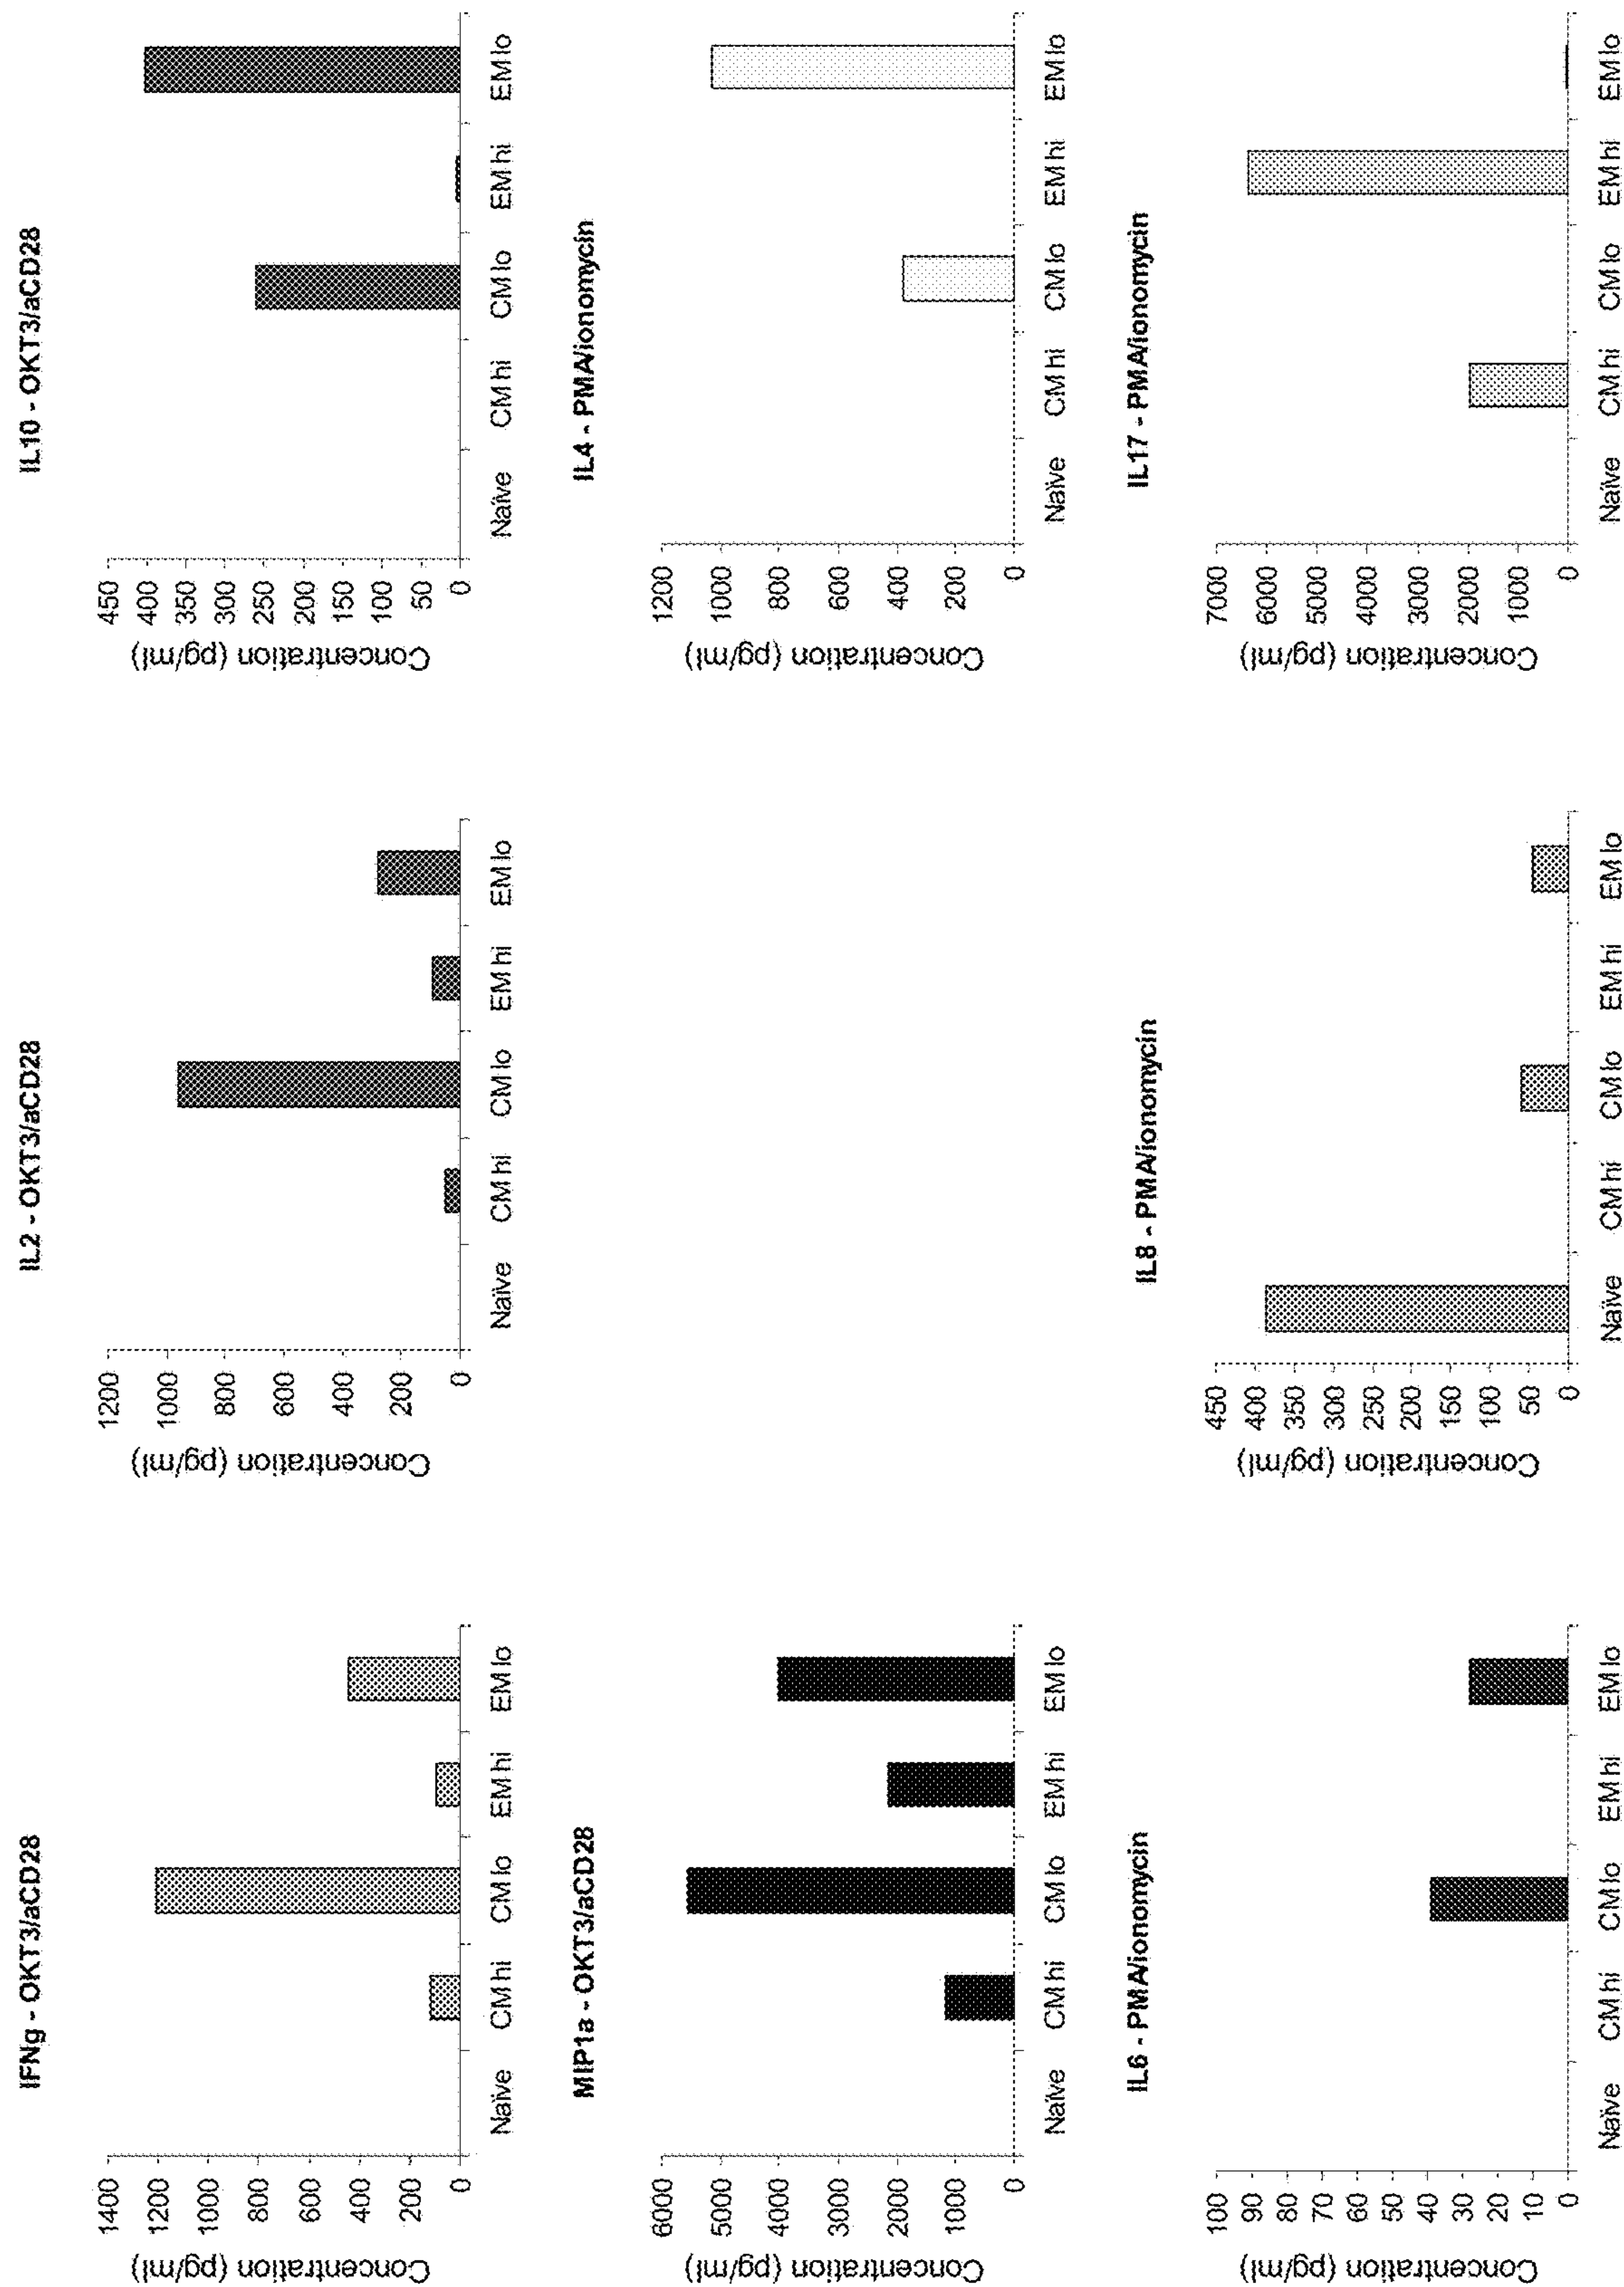 IFNg - OKT3/aCD28
Concentration (pg/ml)
1400
1200
1000
800
600
400
200
0
Naïve CM hi CM lo EM hi EM lo
IL2 - OKT3/aCD28
Concentration (pg/ml)
1200
1000
800
600
400
200
0
Naïve CM hi CM lo EM hi EM lo
IL10 - OKT3/aCD28
Concentration (pg/ml)
450
400
350
300
250
200
150
100
50
0
Naïve CM hi CM lo EM hi EM lo
MIP1a - OKT3/aCD28
Concentration (pg/ml)
6000
5000
4000
3000
2000
1000
0
Naïve CM hi CM lo EM hi EM lo
IL4 - PMA/ionomycin
Concentration (pg/ml)
1200
1000
800
600
400
200
0
Naïve CM hi CM lo EM hi EM lo
IL6 - PMA/ionomycin
Concentration (pg/ml)
100
90
80
70
60
50
40
30
20
10
0
Naïve CM hi CM lo EM hi EM lo
IL8 - PMA/ionomycin
Concentration (pg/ml)
450
400
350
300
250
200
150
100
50
0
Naïve CM hi CM lo EM hi EM lo
IL17 - PMA/ionomycin
Concentration (pg/ml)
7000
6000
5000
4000
3000
2000
1000
0
Naïve CM hi CM lo EM hi EM lo